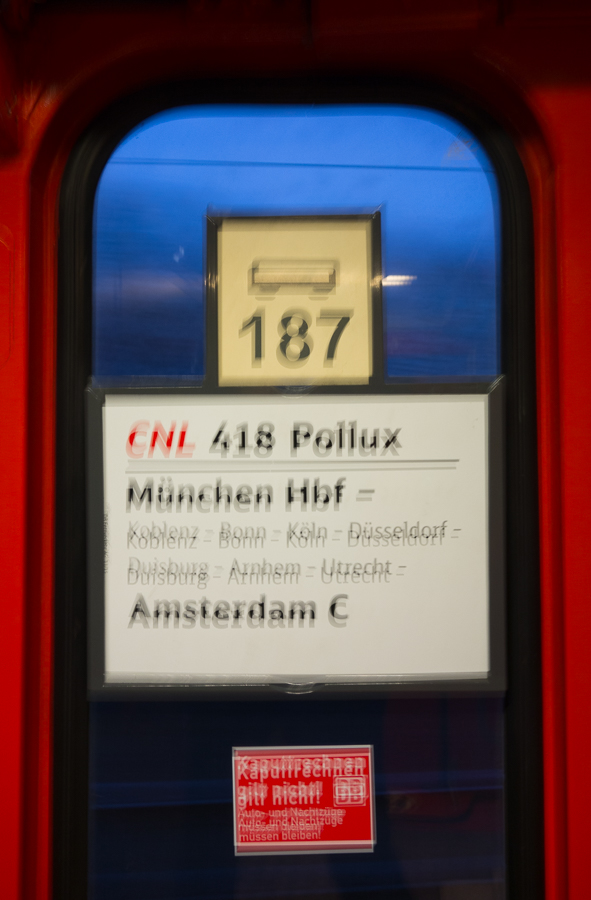 187
CNL 418 Pollux
München Hbf –
Koblenz – Bonn – Köln – Düsseldorf –
Duisburg – Arnhem – Utrecht –
Amsterdam C
Kaputtrechnen
gilt nicht!
Auto- und Nachtzüge
müssen bleiben!